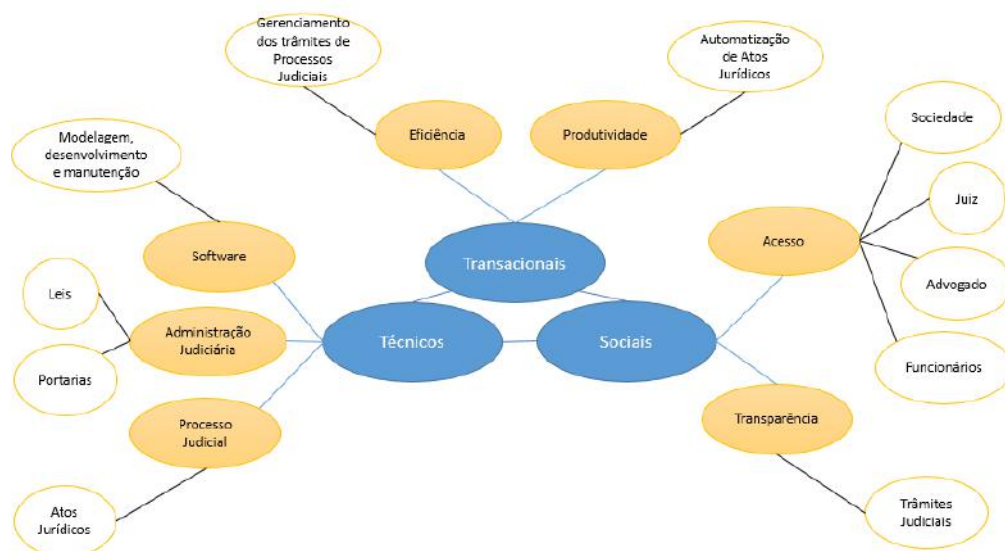 Gerenciamento
dos trâmites de
Processos
Judiciais
Automatização
de Atos
Jurídicos
Eficiência
Produtividade
Sociedade
Modelagem,
desenvolvimento
e manutenção
Juiz
Software
Transacionais
Acesso
Leis
Advogado
Administração
Judiciária
Técnicos
Sociais
Portarias
Funcionários
Processo
Judicial
Transparência
Atos
Jurídicos
Trâmites
Judiciais